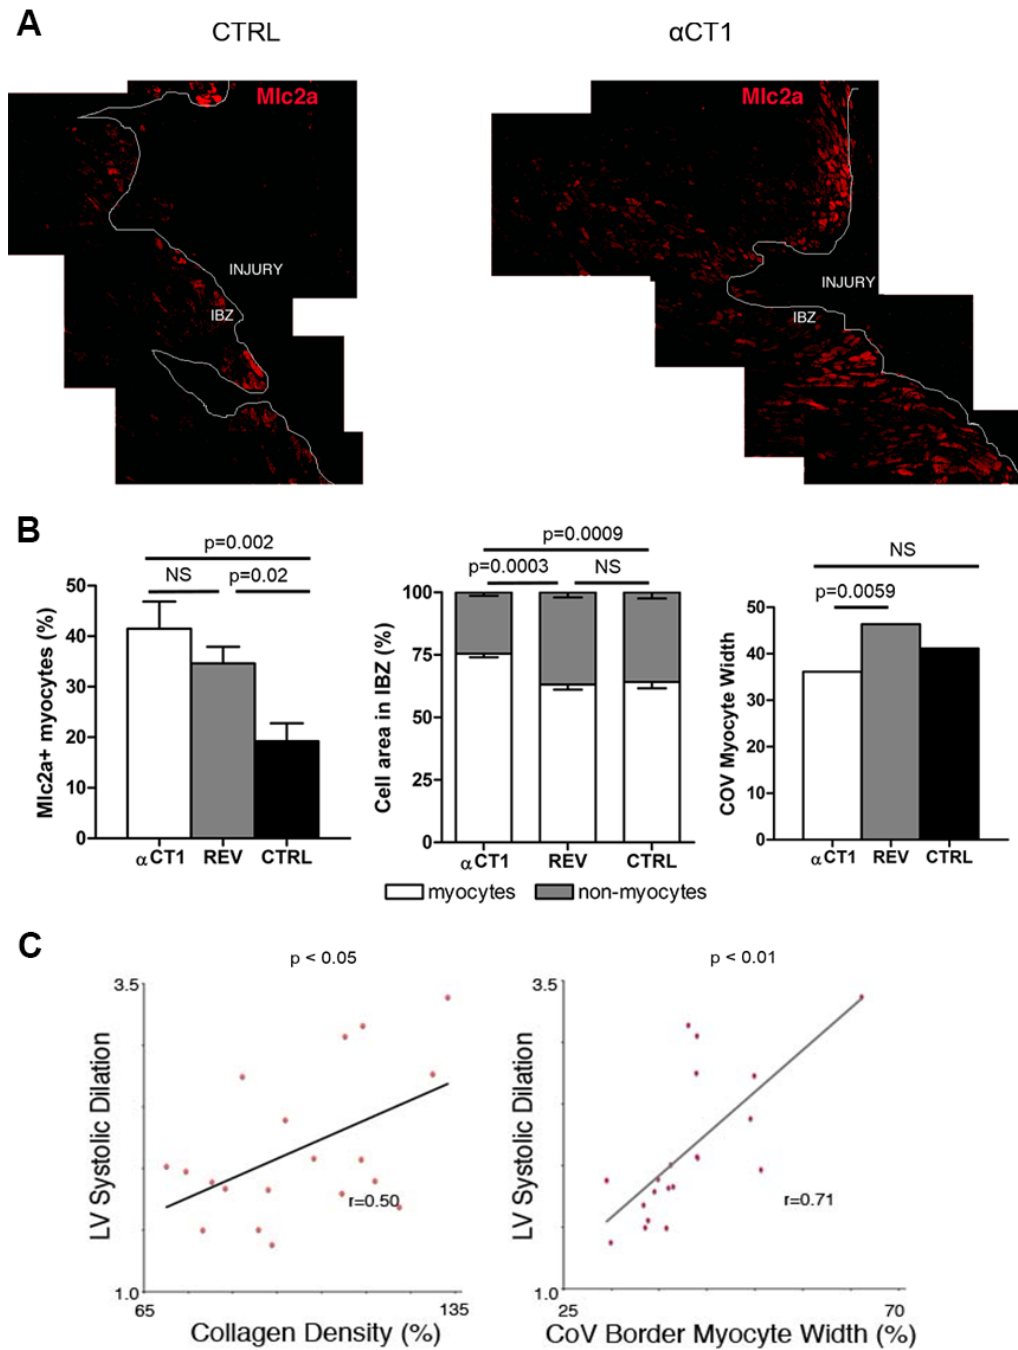 A
CTRL
αCT1
Mlc2a
Mlc2a
INJURY
IBZ
INJURY
IBZ
B
p=0.002
NS
p=0.02
Mlc2a+ myocytes (%)
50
40
30
20
10
0
αCT1
REV
CTRL
p=0.0009
p=0.0003
NS
Cell area in IBZ (%)
100
75
50
25
0
αCT1
REV
CTRL
myocytes
non-myocytes
NS
p=0.0059
COV Myocyte Width
50
40
30
20
10
0
αCT1
REV
CTRL
C
p < 0.05
LV Systolic Dilation
3.5
1.0
r=0.50
65
135
Collagen Density (%)
p < 0.01
LV Systolic Dilation
3.5
1.0
r=0.71
25
70
CoV Border Myocyte Width (%)